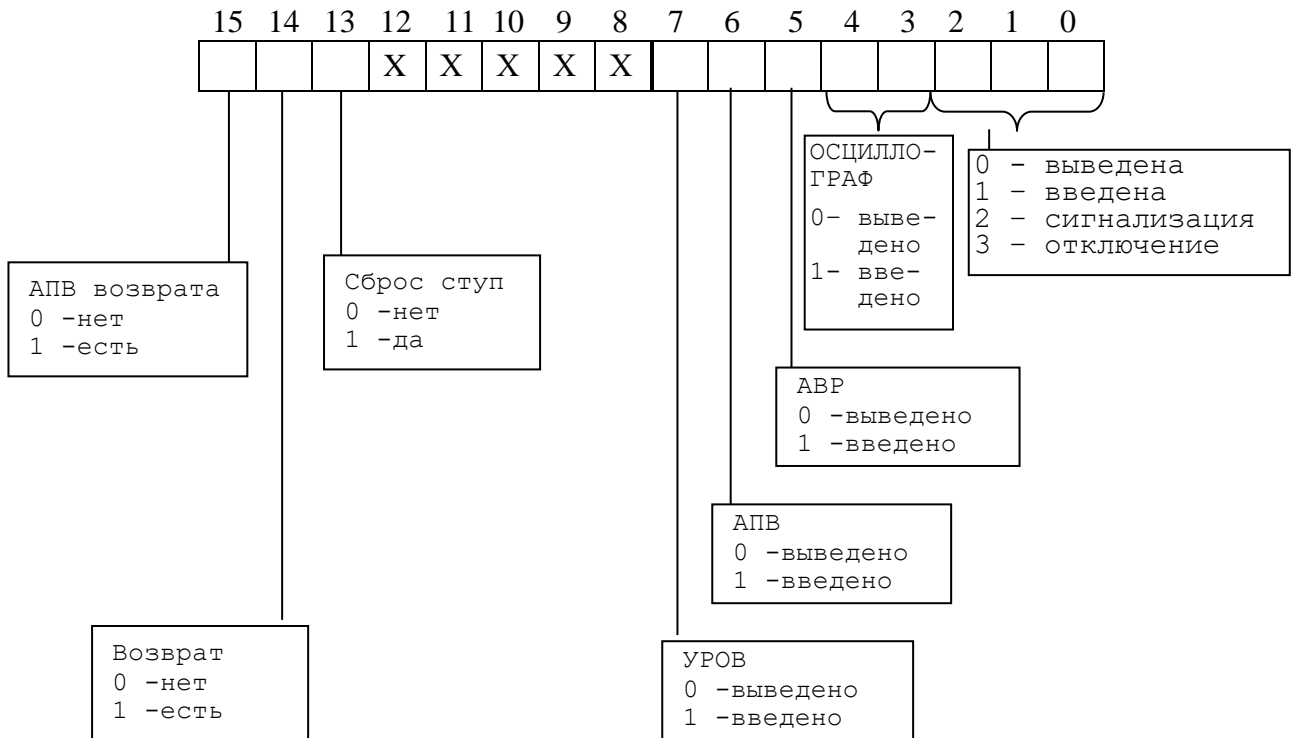 15 14 13 12 11 10 9 8 7 6 5 4 3 2 1 0
X X X X X
ОСЦИЛЛО-
ГРАФ
0– выве-
дено
1- вве-
дено
0 – выведена
1 – введена
2 – сигнализация
3 – отключение
АПВ возврата
0 -нет
1 -есть
Сброс ступ
0 -нет
1 -да
АВР
0 -выведено
1 -введено
АПВ
0 -выведено
1 -введено
Возврат
0 -нет
1 -есть
УРОВ
0 -выведено
1 -введено